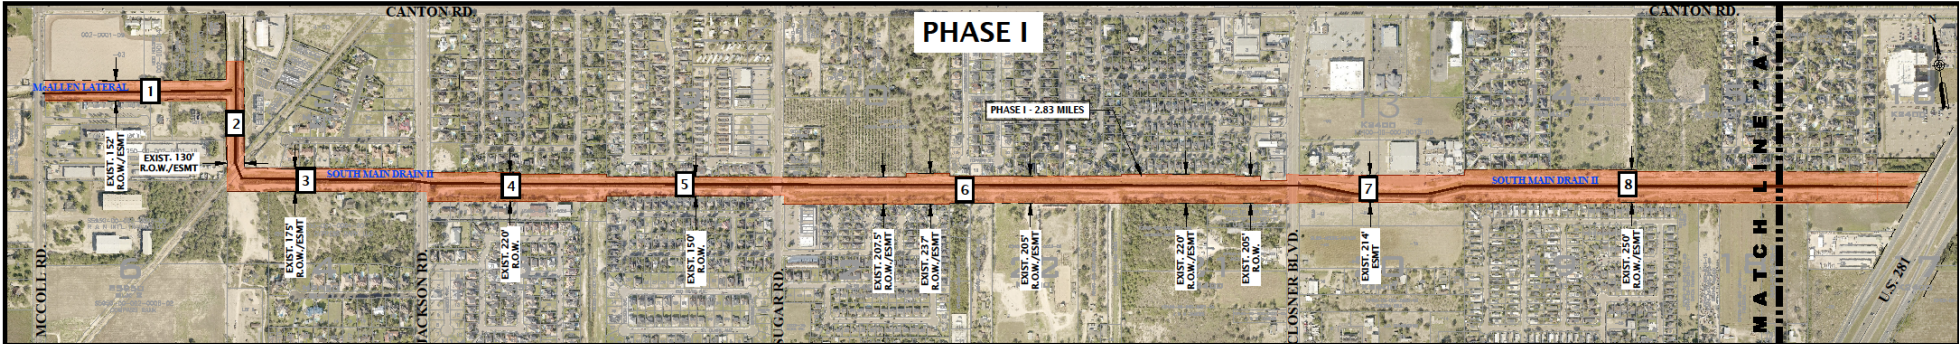 CANTON RD.
PHASE I
CANTON RD.
N
McALLEN LATERAL
1
2
EXIST. 152'
R.O.W./ESMT
EXIST. 130'
R.O.W./ESMT
3
SOUTH MAIN DRAIN II
4
5
PHASE I - 2.83 MILES
6
7
SOUTH MAIN DRAIN II
8
MATCH LINE "A"
MCCOLL RD.
EXIST. 175'
R.O.W./ESMT
JACKSON RD.
EXIST. 220'
R.O.W.
EXIST. 150'
R.O.W.
SUGAR RD.
EXIST. 207.5'
R.O.W./ESMT
EXIST. 237'
R.O.W./ESMT
EXIST. 205'
R.O.W./ESMT
EXIST. 220'
R.O.W./ESMT
EXIST. 205'
R.O.W.
CLOSNER BLVD.
EXIST. 214'
ESMT
EXIST. 250'
R.O.W./ESMT
U.S. 281